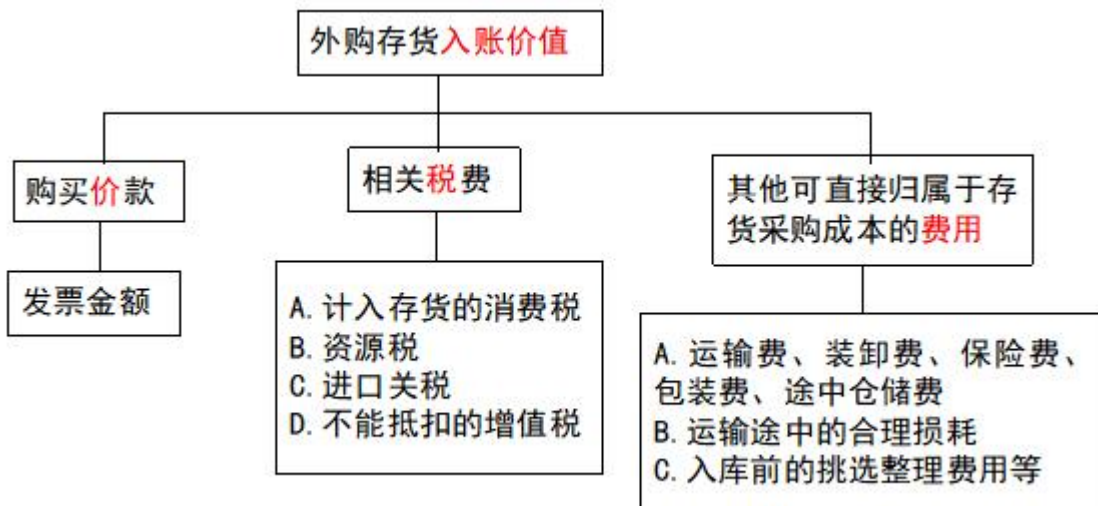 外购存货入账价值
购买价款
相关税费
其他可直接归属于存
货采购成本的费用
发票金额
A. 计入存货的消费税
B. 资源税
C. 进口关税
D. 不能抵扣的增值税
A. 运输费、装卸费、保险费、
包装费、途中仓储费
B. 运输途中的合理损耗
C. 入库前的挑选整理费用等